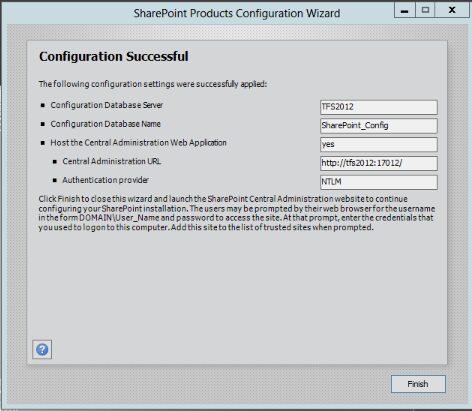 SharePoint Products Configuration Wizard
Configuration Successful
The following configuration settings were successfully applied:
Configuration Database Server TFS2012
Configuration Database Name SharePoint_Config
Host the Central Administration Web Application yes
Central Administration URL http://tfs2012:17012/
Authentication provider NTLM
Click Finish to close this wizard and launch the SharePoint Central Administration website to continue
configuring your SharePoint installation. The users may be prompted by their web browser for the username
in the form DOMAIN\User_Name and password to access the site. At that prompt, enter the credentials that
you used to logon to this computer. Add this site to the list of trusted sites when prompted.
?
Finish